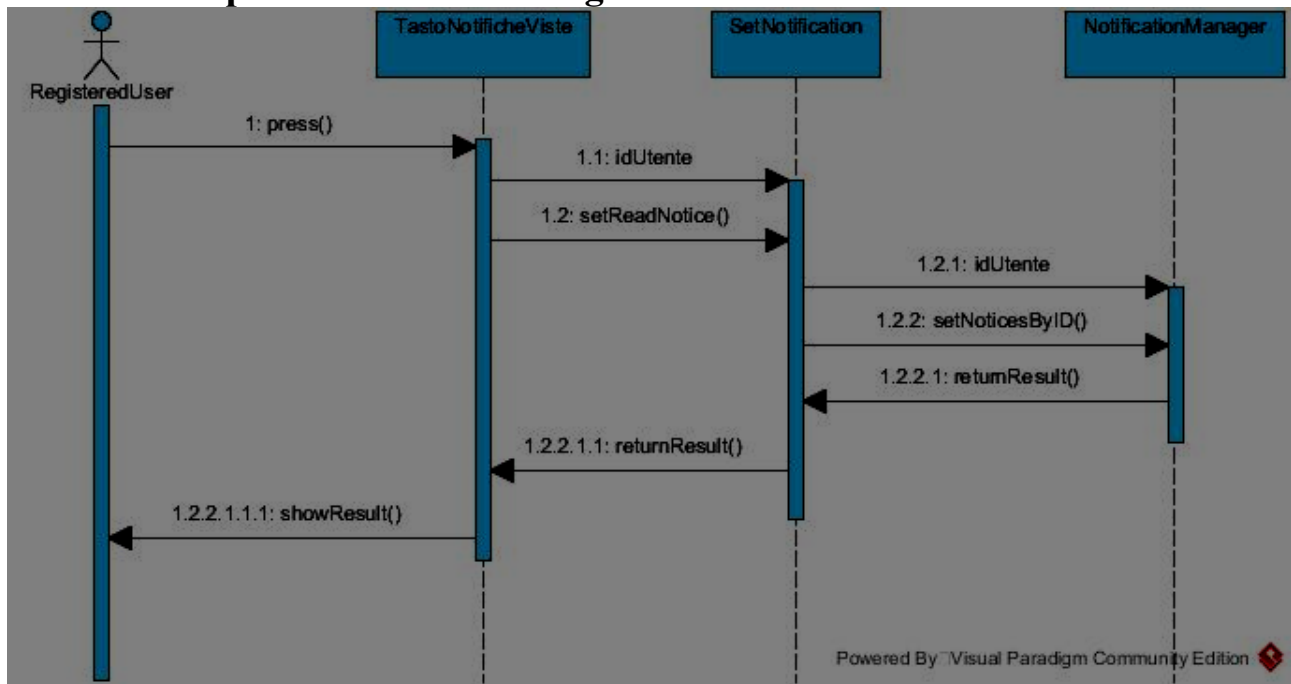 TastoNotificheViste
SetNotification
NotificationManager
RegisteredUser
1: press()
1.1: idUtente
1.2: setReadNotice()
1.2.1: idUtente
1.2.2: setNoticesByID()
1.2.2.1: returnResult()
1.2.2.1.1: returnResult()
1.2.2.1.1.1: showResult()
Powered By Visual Paradigm Community Edition